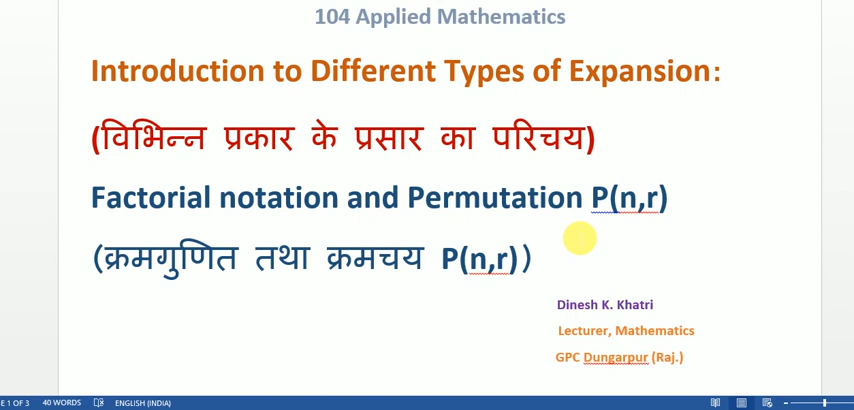 104 Applied Mathematics
Introduction to Different Types of Expansion:
(विभिन्न प्रकार के प्रसार का परिचय)
Factorial notation and Permutation P(n,r)
(क्रमगुणित तथा क्रमचय P(n,r))
Dinesh K. Khatri
Lecturer, Mathematics
GPC Dungarpur (Raj.)
E 1 OF 3 40 WORDS ENGLISH (INDIA)